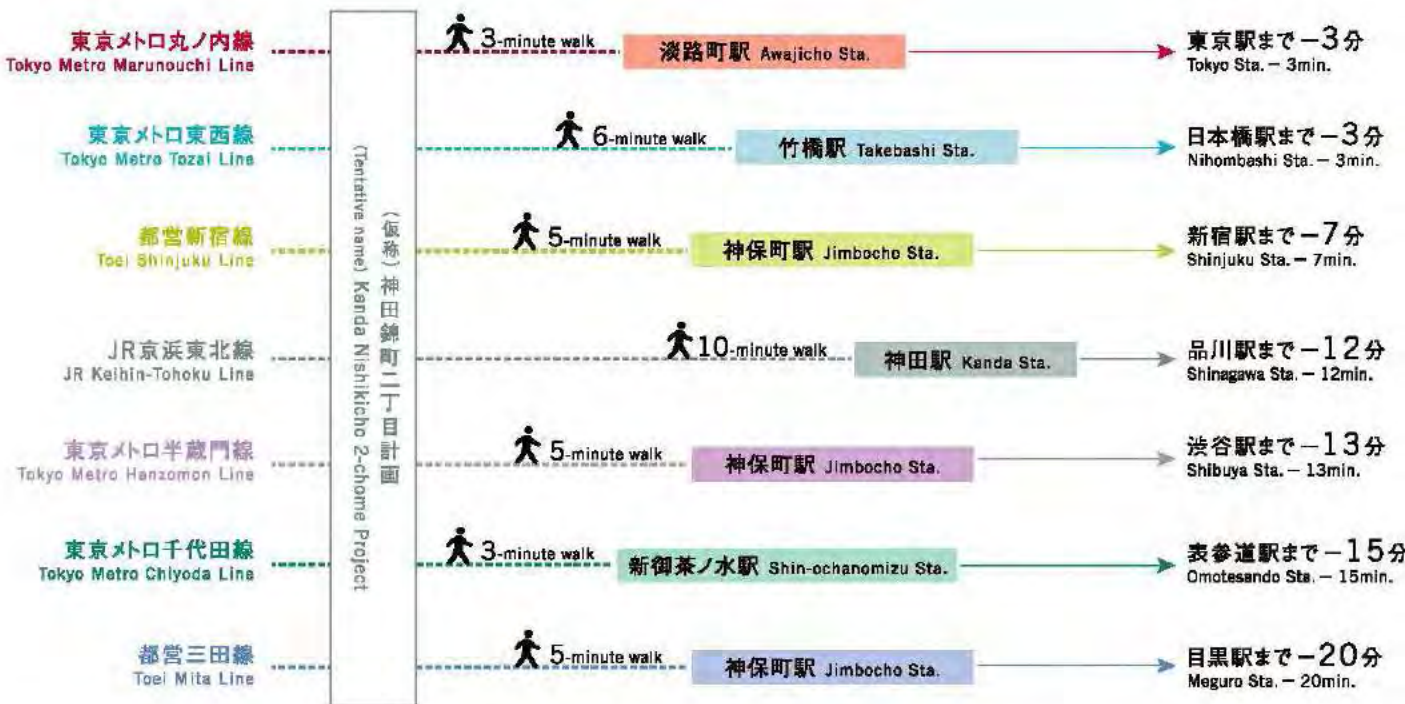 東京メトロ丸ノ内線
Tokyo Metro Marunouchi Line
3-minute walk
淡路町駅 Awajicho Sta.
東京駅まで－3分
Tokyo Sta. － 3min.
東京メトロ東西線
Tokyo Metro Tozai Line
6-minute walk
竹橋駅 Takebashi Sta.
日本橋駅まで－3分
Nihombashi Sta. － 3min.
都営新宿線
Toei Shinjuku Line
5-minute walk
神保町駅 Jimbocho Sta.
新宿駅まで－7分
Shinjuku Sta. － 7min.
JR京浜東北線
JR Keihin-Tohoku Line
10-minute walk
神田駅 Kanda Sta.
品川駅まで－12分
Shinagawa Sta. － 12min.
東京メトロ半蔵門線
Tokyo Metro Hanzomon Line
5-minute walk
神保町駅 Jimbocho Sta.
渋谷駅まで－13分
Shibuya Sta. － 13min.
東京メトロ千代田線
Tokyo Metro Chiyoda Line
3-minute walk
新御茶ノ水駅 Shin-ochanomizu Sta.
表参道駅まで－15分
Omotesando Sta. － 15min.
都営三田線
Toei Mita Line
5-minute walk
神保町駅 Jimbocho Sta.
目黒駅まで－20分
Meguro Sta. － 20min.
(仮称)神田錦町二丁目計画
(Tentative name) Kanda Nishikicho 2-chome Project